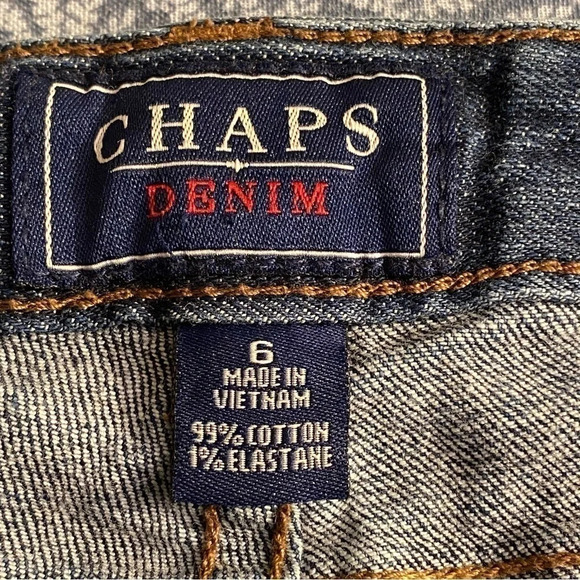 CHAPS
DENIM
6
MADE IN
VIETNAM
99% COTTON
1% ELASTANE